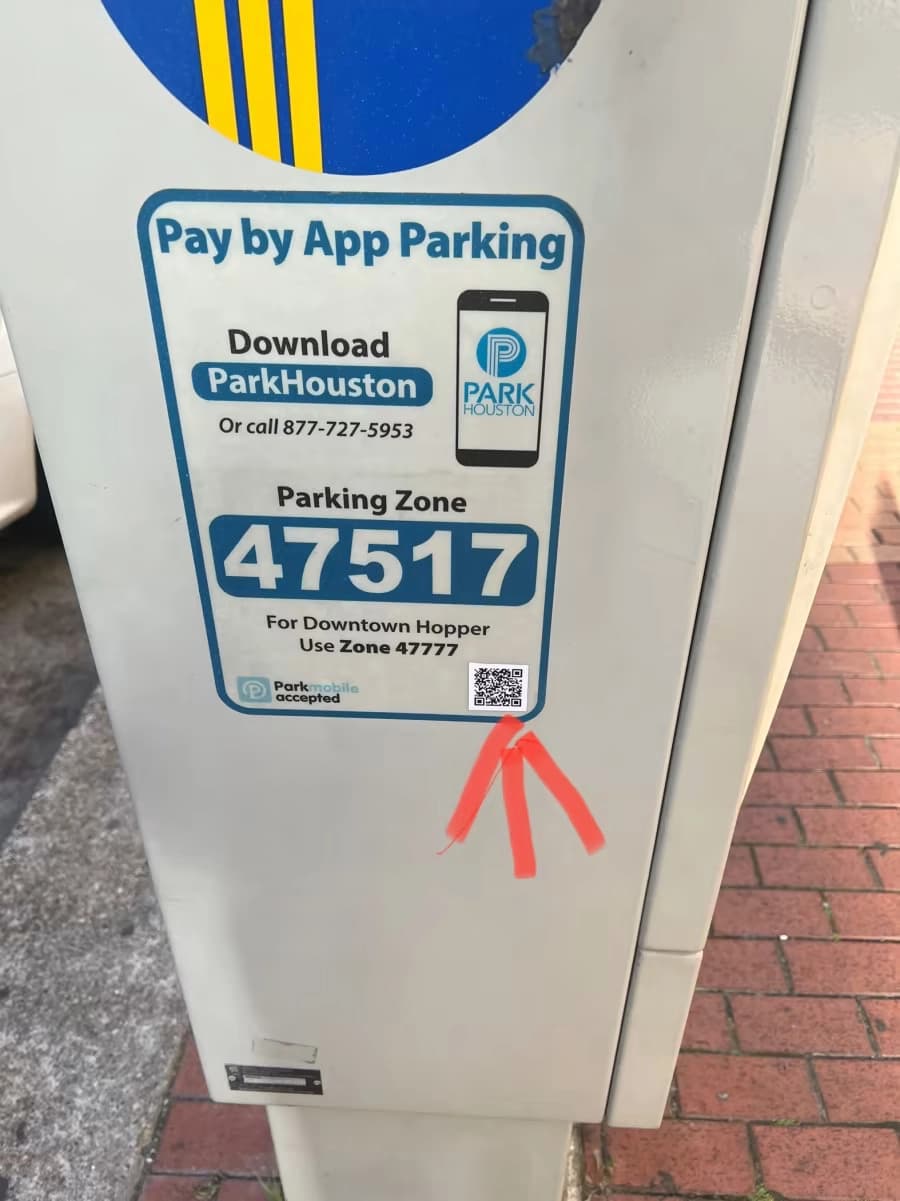 Pay by App Parking
Download
ParkHouston
Or call 877-727-5953
PARK
HOUSTON
Parking Zone
47517
For Downtown Hopper
Use Zone 47777
Parkmobile
accepted